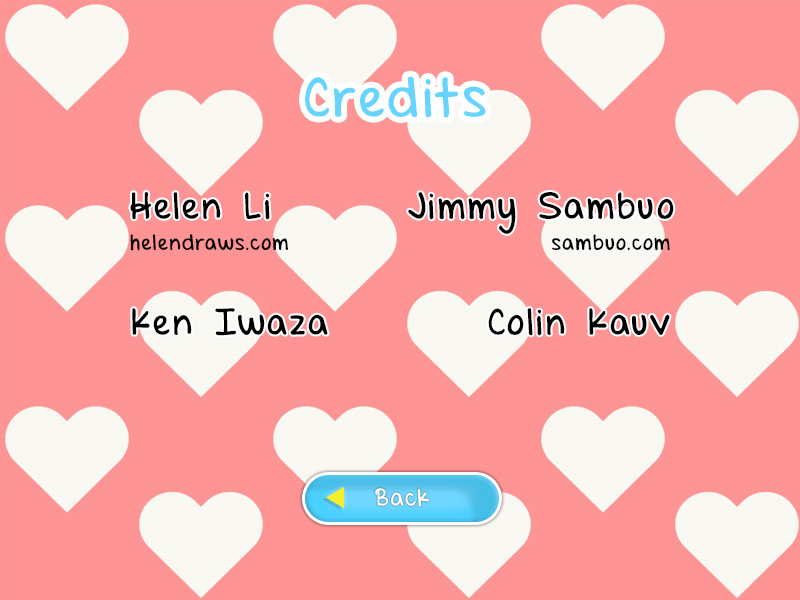 Credits
Helen Li
helendraws.com
Jimmy Sambuo
sambuo.com
Ken Iwaza
Colin Kauv
Back